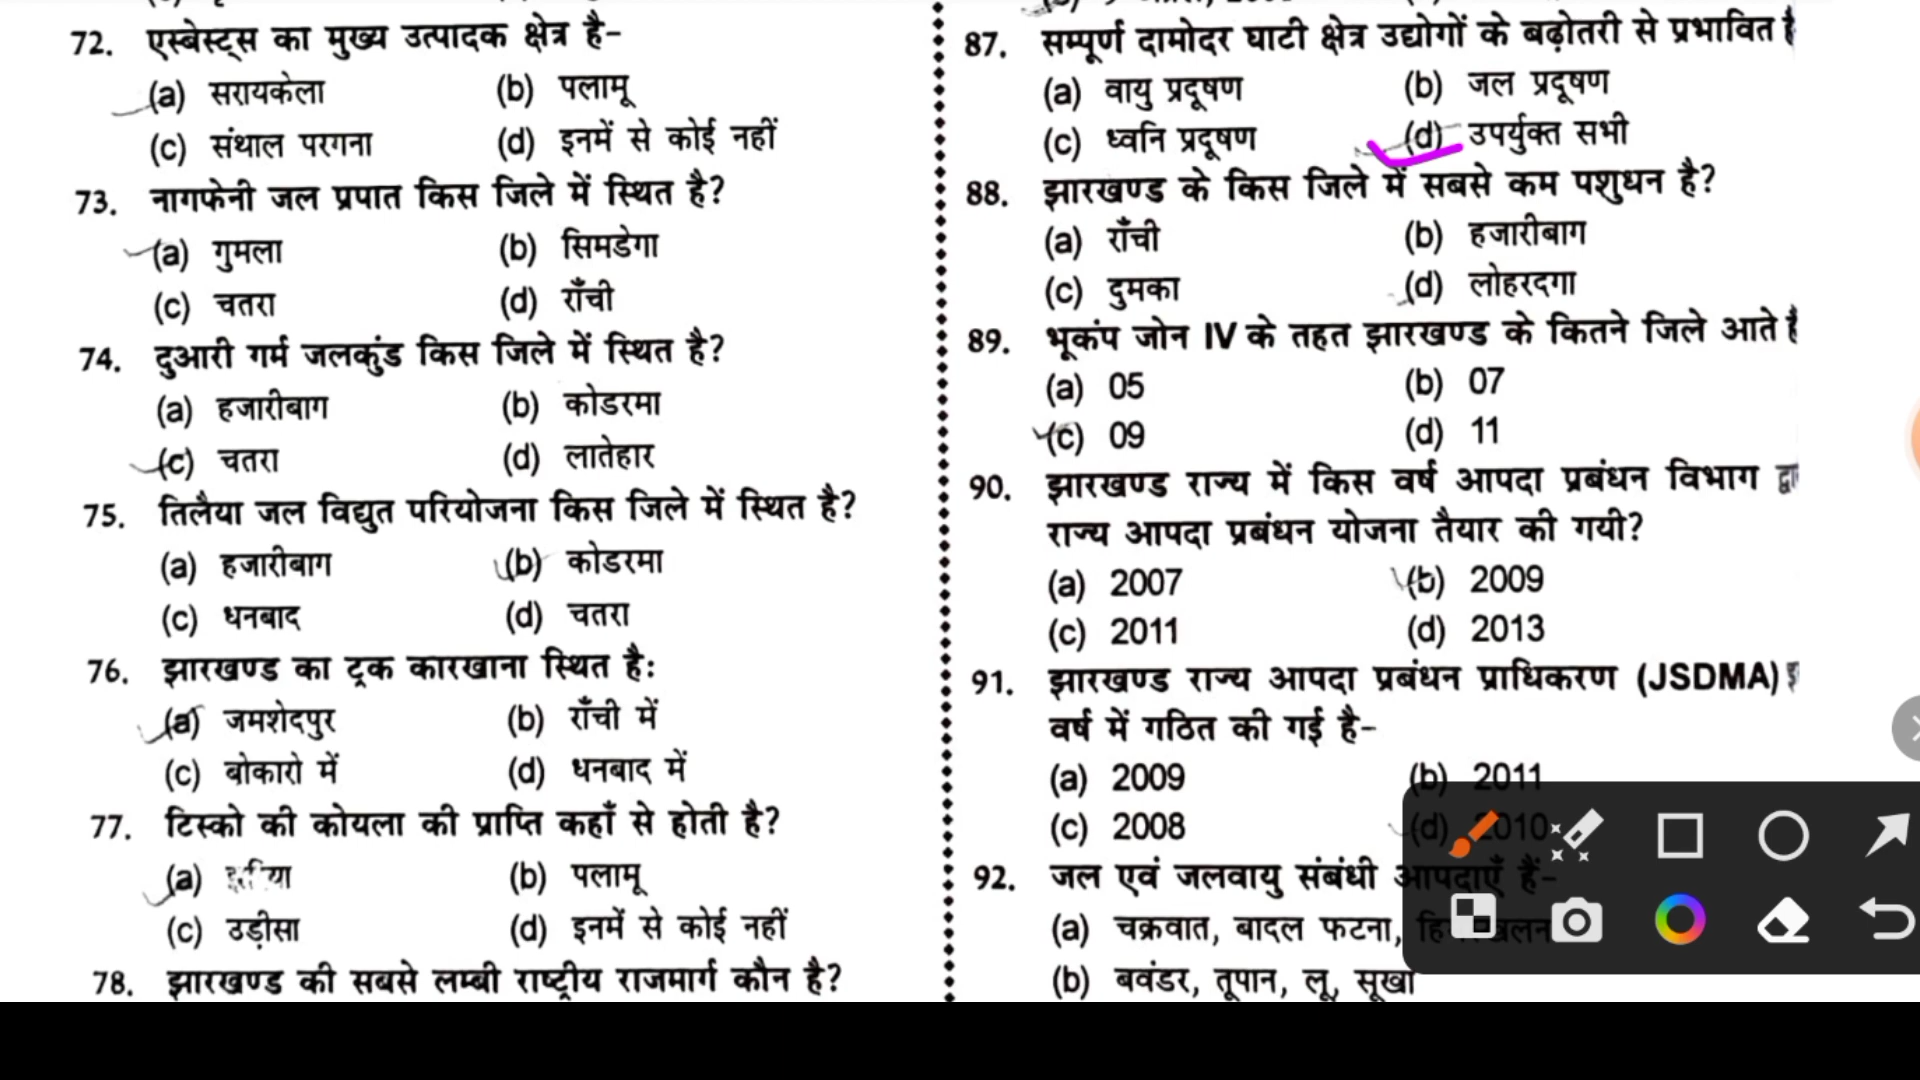 72. एस्बेस्ट्स का मुख्य उत्पादक क्षेत्र है-
(a) सरायकेला (b) पलामू
(c) संथाल परगना (d) इनमें से कोई नहीं
73. नागफेनी जल प्रपात किस जिले में स्थित है?
(a) गुमला (b) सिमडेगा
(c) चतरा (d) राँची
74. दुआरी गर्म जलकुंड किस जिले में स्थित है?
(a) हजारीबाग (b) कोडरमा
(c) चतरा (d) लातेहार
75. तिलैया जल विद्युत परियोजना किस जिले में स्थित है?
(a) हजारीबाग (b) कोडरमा
(c) धनबाद (d) चतरा
76. झारखण्ड का ट्रक कारखाना स्थित है:
(a) जमशेदपुर (b) राँची में
(c) बोकारो में (d) धनबाद में
77. टिस्को की कोयला की प्राप्ति कहाँ से होती है?
(a) (b) पलामू
(c) उड़ीसा (d) इनमें से कोई नहीं
78. झारखण्ड की सबसे लम्बी राष्ट्रीय राजमार्ग कौन है?
87. सम्पूर्ण दामोदर घाटी क्षेत्र उद्योगों के बढ़ोतरी से प्रभावित है
(a) वायु प्रदूषण (b) जल प्रदूषण
(c) ध्वनि प्रदूषण (d) उपर्युक्त सभी
88. झारखण्ड के किस जिले में सबसे कम पशुधन है?
(a) राँची (b) हजारीबाग
(c) दुमका (d) लोहरदगा
89. भूकंप जोन IV के तहत झारखण्ड के कितने जिले आते है
(a) 05 (b) 07
(c) 09 (d) 11
90. झारखण्ड राज्य में किस वर्ष आपदा प्रबंधन विभाग
राज्य आपदा प्रबंधन योजना तैयार की गयी?
(a) 2007 (b) 2009
(c) 2011 (d) 2013
91. झारखण्ड राज्य आपदा प्रबंधन प्राधिकरण (JSDMA)
वर्ष में गठित की गई है-
(a) 2009 (b) 2011
(c) 2008 (d) 2010
92. जल एवं जलवायु संबंधी आपदाएँ हैं-
(a) चक्रवात, बादल फटना,
(b) बवंडर, तूपान, लू, सूखा